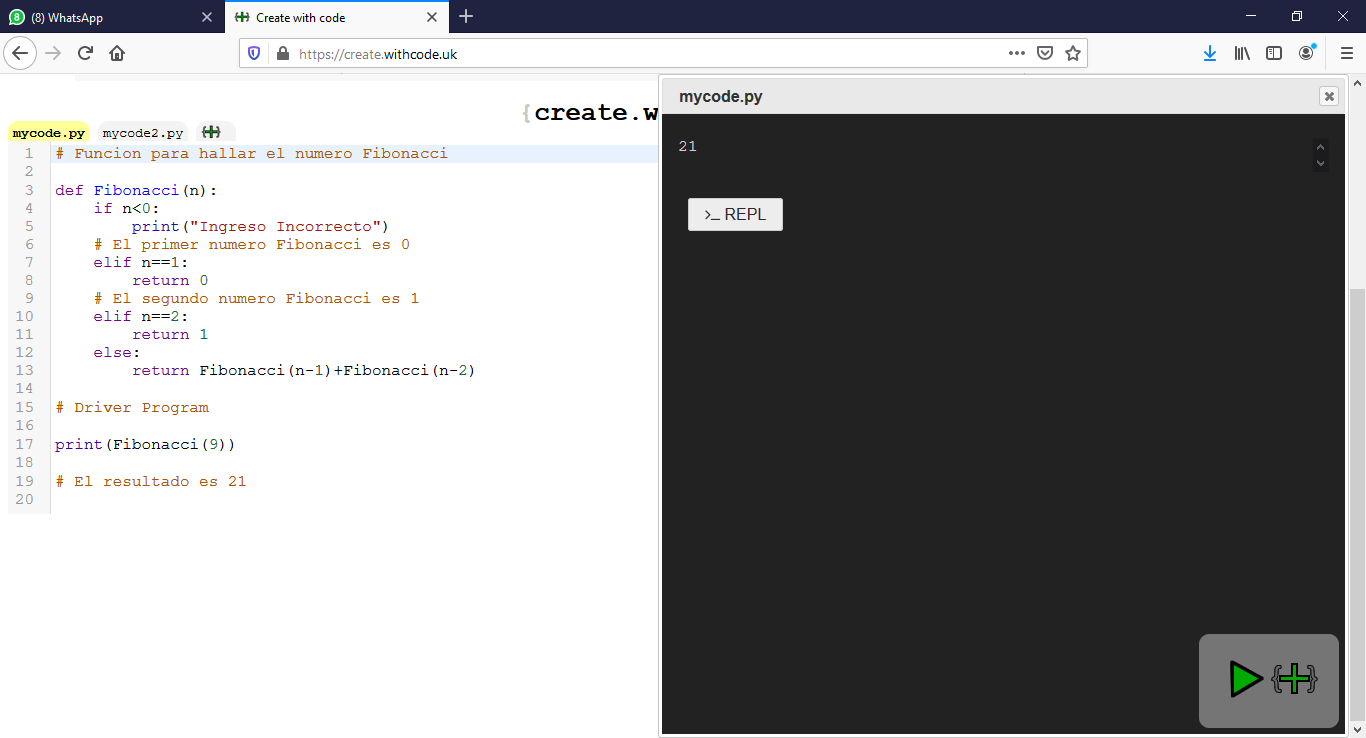 (8) WhatsApp
Create with code
https://create.withcode.uk
{create.w
mycode.py
mycode2.py
1 # Funcion para hallar el numero Fibonacci
2
3 def Fibonacci(n):
4 if n<0:
5 print("Ingreso Incorrecto")
6 # El primer numero Fibonacci es 0
7 elif n==1:
8 return 0
9 # El segundo numero Fibonacci es 1
10 elif n==2:
11 return 1
12 else:
13 return Fibonacci(n-1)+Fibonacci(n-2)
14
15 # Driver Program
16
17 print(Fibonacci(9))
18
19 # El resultado es 21
20
mycode.py
21
>_ REPL